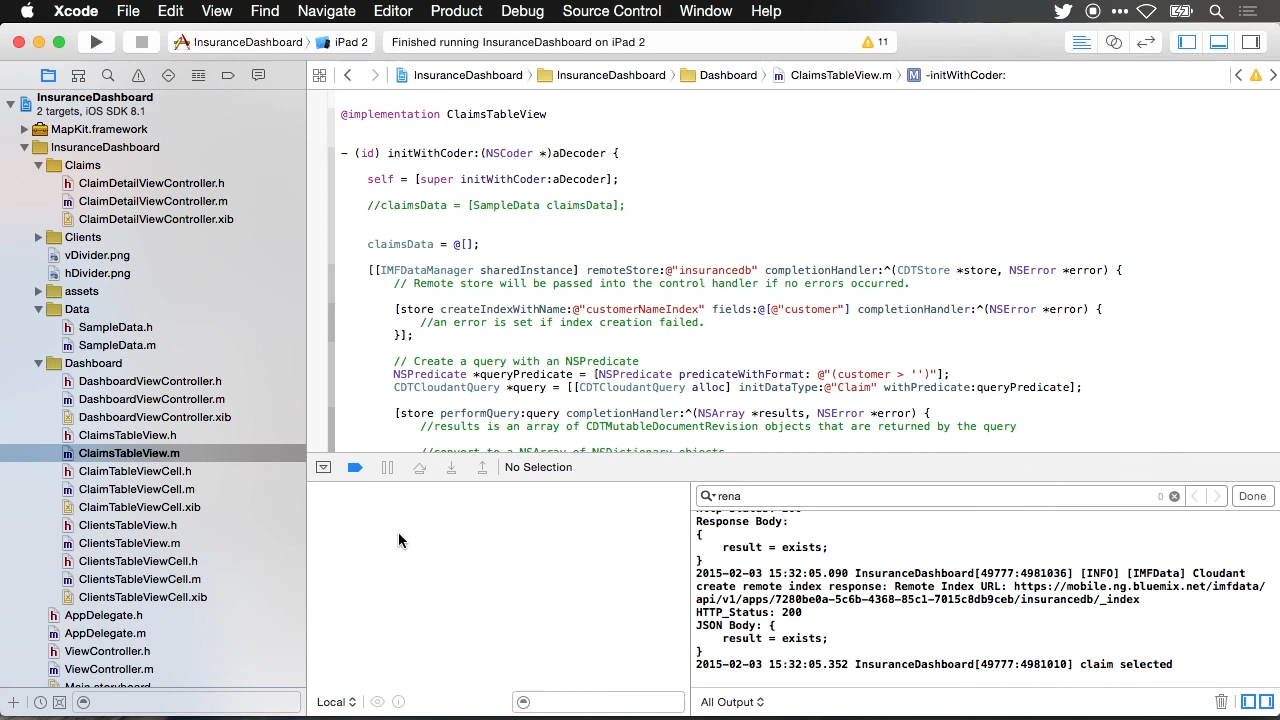 Xcode File Edit View Find Navigate Editor Product Debug Source Control Window Help
InsuranceDashboard iPad 2 Finished running InsuranceDashboard on iPad 2 11
InsuranceDashboard InsuranceDashboard Dashboard ClaimsTableView.m M -initWithCoder:
InsuranceDashboard
2 targets, iOS SDK 8.1
MapKit.framework
InsuranceDashboard
Claims
h ClaimDetailViewController.h
m ClaimDetailViewController.m
ClaimDetailViewController.xib
Clients
vDivider.png
hDivider.png
assets
Data
h SampleData.h
m SampleData.m
Dashboard
h DashboardViewController.h
m DashboardViewController.m
DashboardViewController.xib
h ClaimsTableView.h
m ClaimsTableView.m
h ClaimTableViewCell.h
m ClaimTableViewCell.m
ClaimTableViewCell.xib
h ClientsTableView.h
m ClientsTableView.m
h ClientsTableViewCell.h
m ClientsTableViewCell.m
ClientsTableViewCell.xib
h AppDelegate.h
m AppDelegate.m
h ViewController.h
m ViewController.m
Main.storyboard
@implementation ClaimsTableView
- (id) initWithCoder:(NSCoder *)aDecoder {
self = [super initWithCoder:aDecoder];
//claimsData = [SampleData claimsData];
claimsData = @[];
[[IMFDataManager sharedInstance] remoteStore:@"insurancedb" completionHandler:^(CDTStore *store, NSError *error) {
// Remote store will be passed into the control handler if no errors occurred.
[store createIndexWithName:@"customerNameIndex" fields:@[@"customer"] completionHandler:^(NSError *error) {
//an error is set if index creation failed.
}];
// Create a query with an NSPredicate
NSPredicate *queryPredicate = [NSPredicate predicateWithFormat: @"(customer > '')"];
CDTCloudantQuery *query = [[CDTCloudantQuery alloc] initDataType:@"Claim" withPredicate:queryPredicate];
[store performQuery:query completionHandler:^(NSArray *results, NSError *error) {
//results is an array of CDTMutableDocumentRevision objects that are returned by the query
//convert to a NSArray of NSDictionary objects
No Selection
rena 0 Done
Http Status: 200
Response Body:
{
result = exists;
}
2015-02-03 15:32:05.090 InsuranceDashboard[49777:4981036] [INFO] [IMFData] Cloudant
create remote index response: Remote Index URL: https://mobile.ng.bluemix.net/imfdata/
api/v1/apps/7280be0a-5c6b-4368-85c1-7015c8db9ceb/insurancedb/_index
HTTP_Status: 200
JSON Body: {
result = exists;
}
2015-02-03 15:32:05.352 InsuranceDashboard[49777:4981010] claim selected
Local All Output